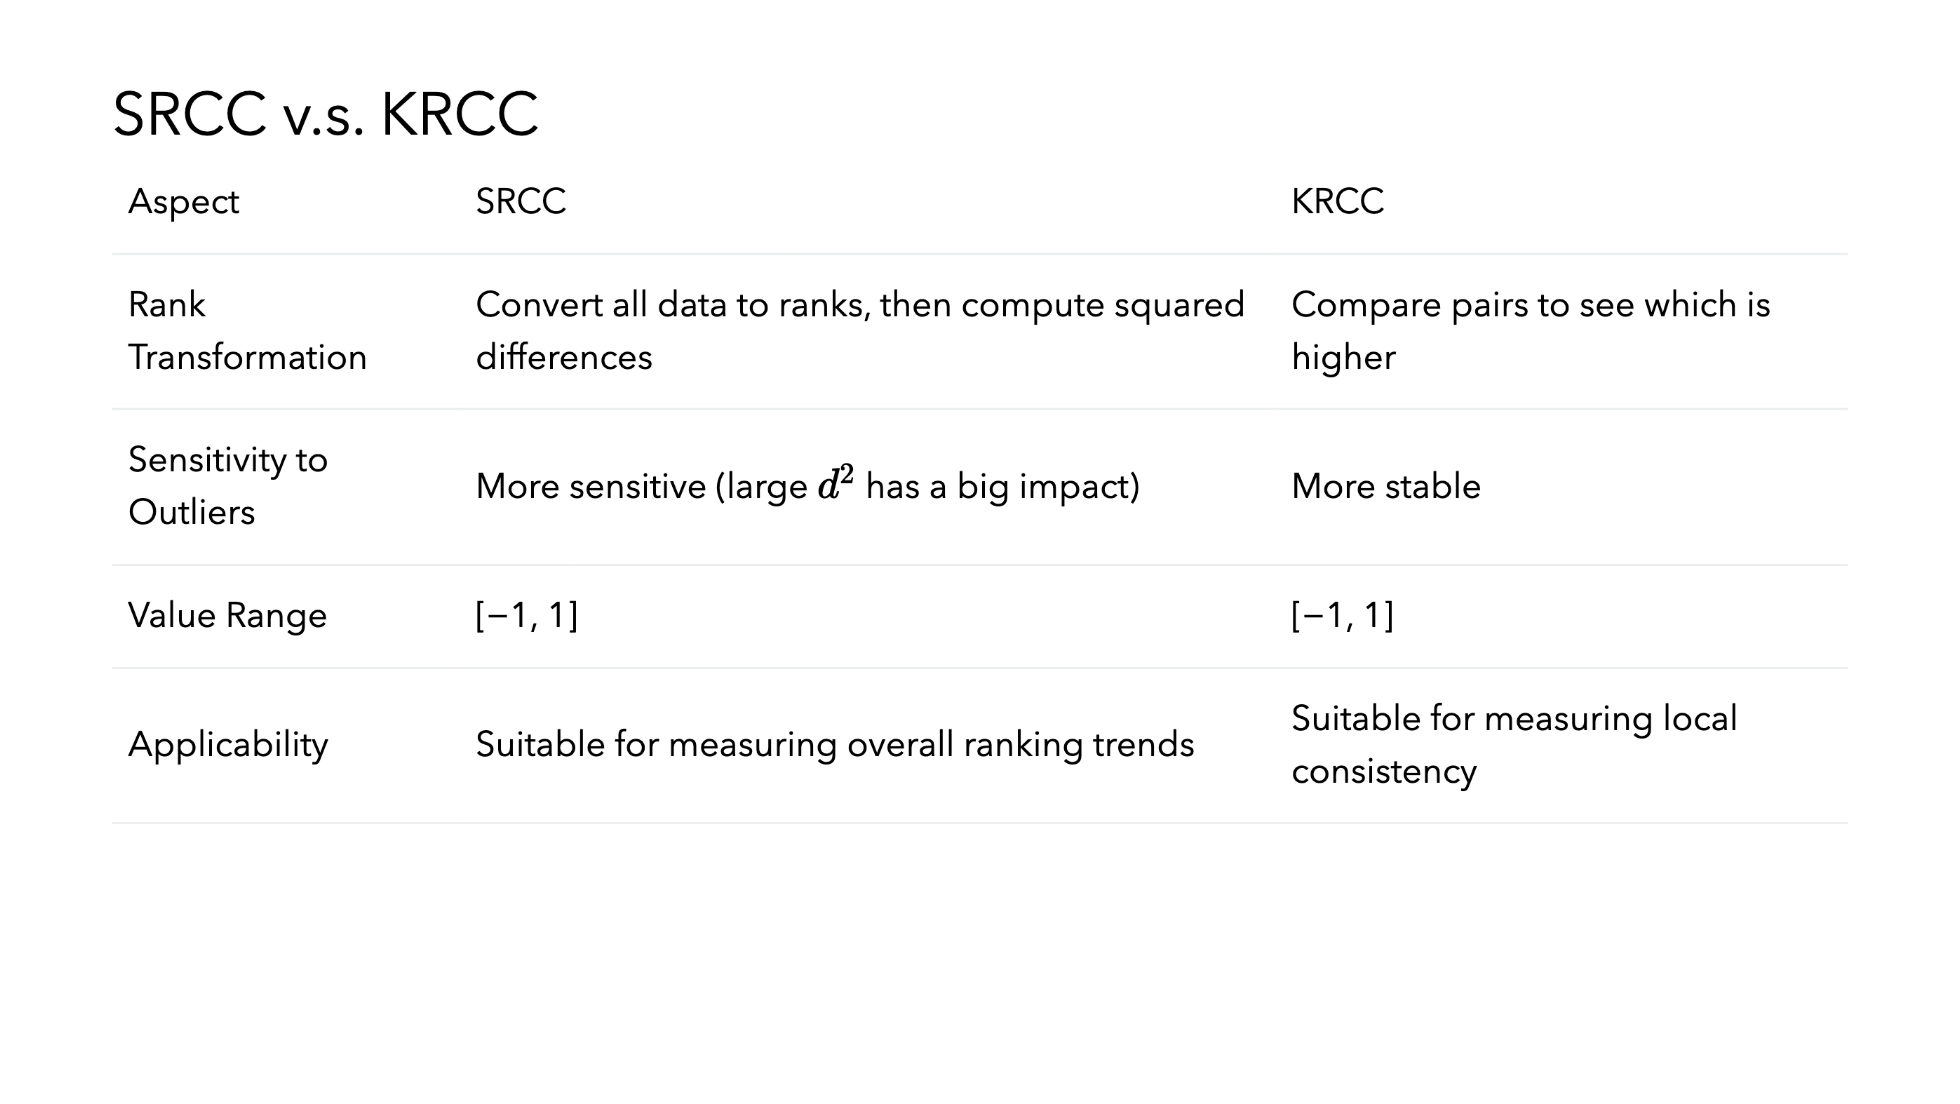 SRCC v.s. KRCC
Aspect SRCC KRCC
Rank Transformation Convert all data to ranks, then compute squared differences Compare pairs to see which is higher
Sensitivity to Outliers More sensitive (large d² has a big impact) More stable
Value Range [−1, 1] [−1, 1]
Applicability Suitable for measuring overall ranking trends Suitable for measuring local consistency